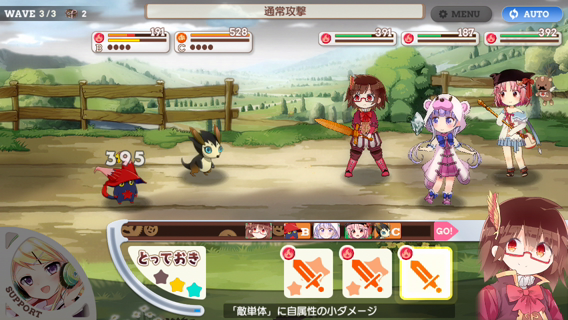 WAVE 3/3 2
通常攻撃
MENU
AUTO
191
528
391
187
392
B
C
395
B
C
GO!
とっておき
SUPPORT
「敵単体」に自属性の小ダメージ